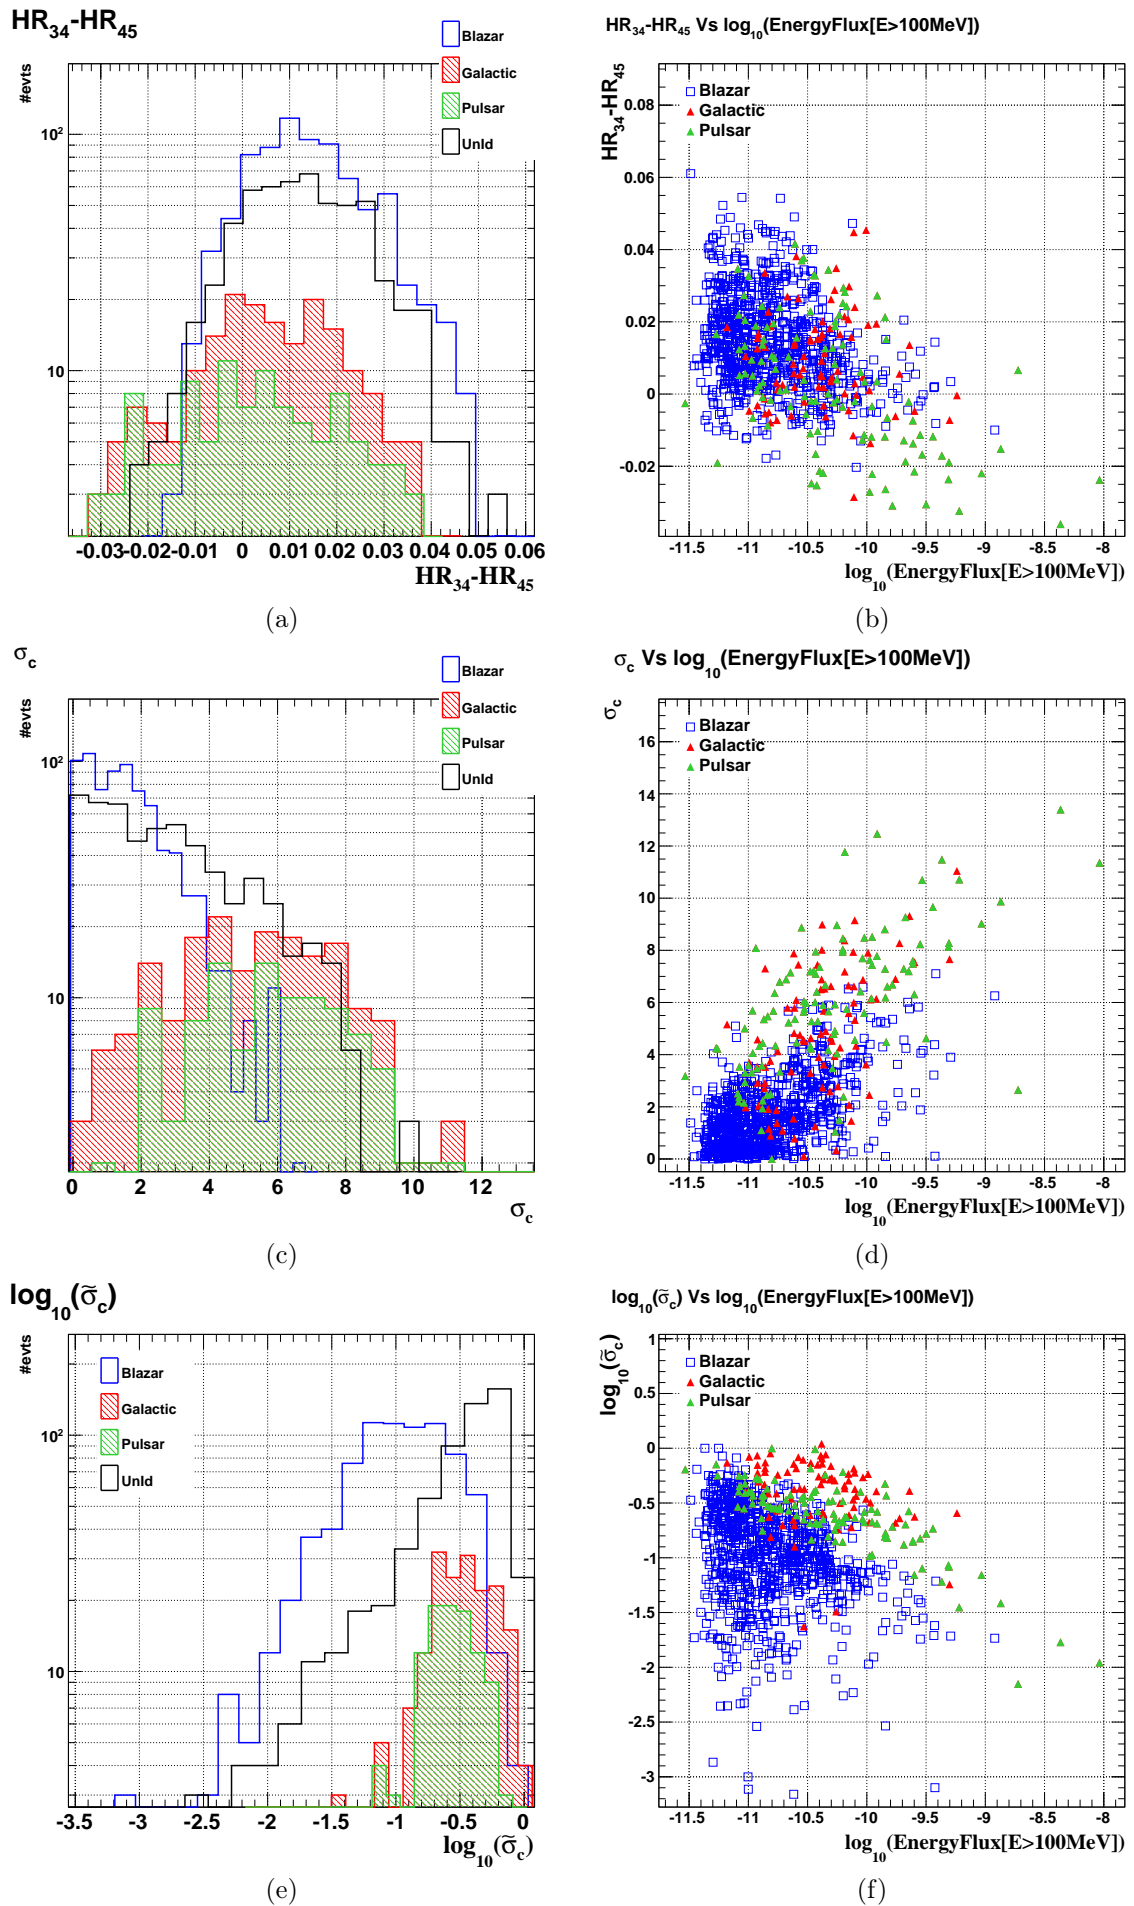 HR34-HR45
#evts
Blazar
Galactic
Pulsar
UnId
10²
10
-0.03 -0.02 -0.01 0 0.01 0.02 0.03 0.04 0.05 0.06
HR34-HR45
(a)
HR34-HR45 Vs log10(EnergyFlux[E>100MeV])
HR34-HR45
Blazar
Galactic
Pulsar
0.08
0.06
0.04
0.02
0
-0.02
-11.5 -11 -10.5 -10 -9.5 -9 -8.5 -8
log10(EnergyFlux[E>100MeV])
(b)
σc
#evts
Blazar
Galactic
Pulsar
UnId
10²
10
0 2 4 6 8 10 12
σc
(c)
σc Vs log10(EnergyFlux[E>100MeV])
σc
Blazar
Galactic
Pulsar
16
14
12
10
8
6
4
2
0
-11.5 -11 -10.5 -10 -9.5 -9 -8.5 -8
log10(EnergyFlux[E>100MeV])
(d)
log10(σ̃c)
#evts
Blazar
Galactic
Pulsar
UnId
10²
10
-3.5 -3 -2.5 -2 -1.5 -1 -0.5 0
log10(σ̃c)
(e)
log10(σ̃c) Vs log10(EnergyFlux[E>100MeV])
log10(σ̃c)
Blazar
Galactic
Pulsar
1
0.5
0
-0.5
-1
-1.5
-2
-2.5
-3
-11.5 -11 -10.5 -10 -9.5 -9 -8.5 -8
log10(EnergyFlux[E>100MeV])
(f)